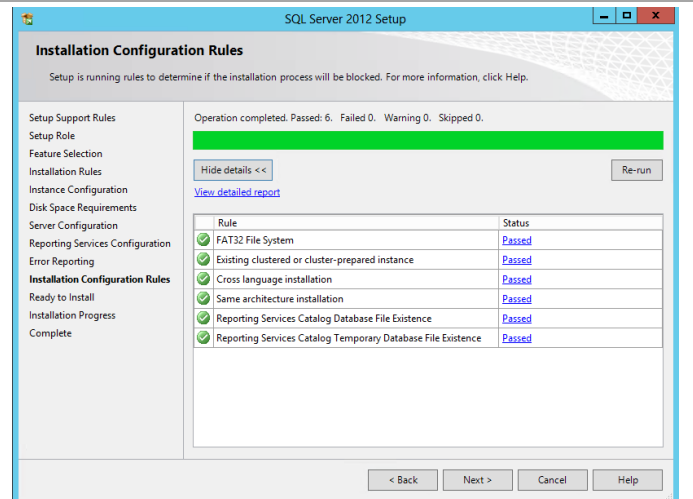 SQL Server 2012 Setup
Installation Configuration Rules
Setup is running rules to determine if the installation process will be blocked. For more information, click Help.
Setup Support Rules
Setup Role
Feature Selection
Installation Rules
Instance Configuration
Disk Space Requirements
Server Configuration
Reporting Services Configuration
Error Reporting
Installation Configuration Rules
Ready to Install
Installation Progress
Complete
Operation completed. Passed: 6. Failed 0. Warning 0. Skipped 0.
Hide details << Re-run
View detailed report
Rule Status
FAT32 File System Passed
Existing clustered or cluster-prepared instance Passed
Cross language installation Passed
Same architecture installation Passed
Reporting Services Catalog Database File Existence Passed
Reporting Services Catalog Temporary Database File Existence Passed
< Back Next > Cancel Help